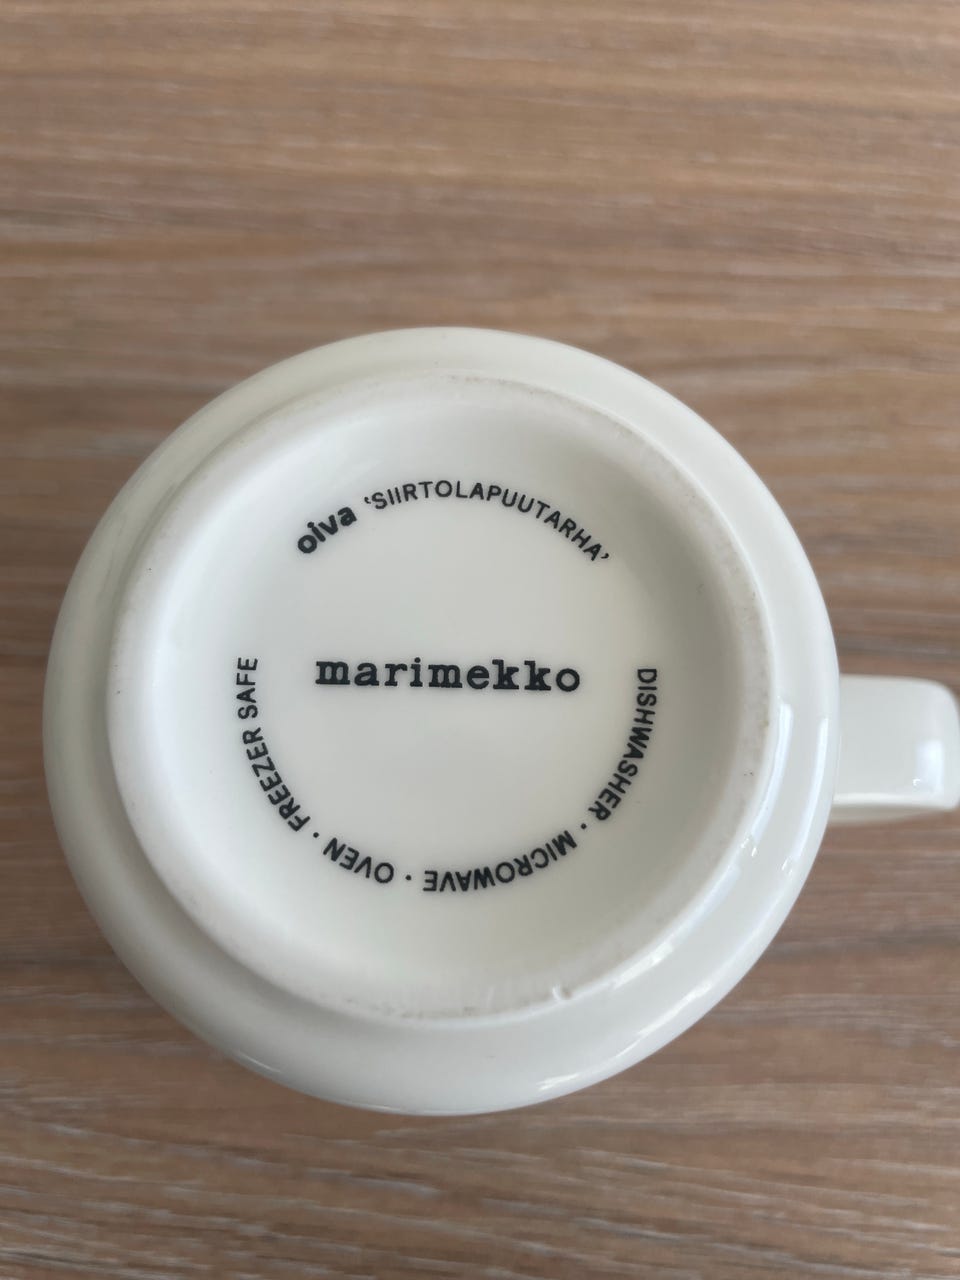 oiva ‘SIIRTOLAPUUTARHA’
marimekko
DISHWASHER · MICROWAVE · OVEN · FREEZER SAFE